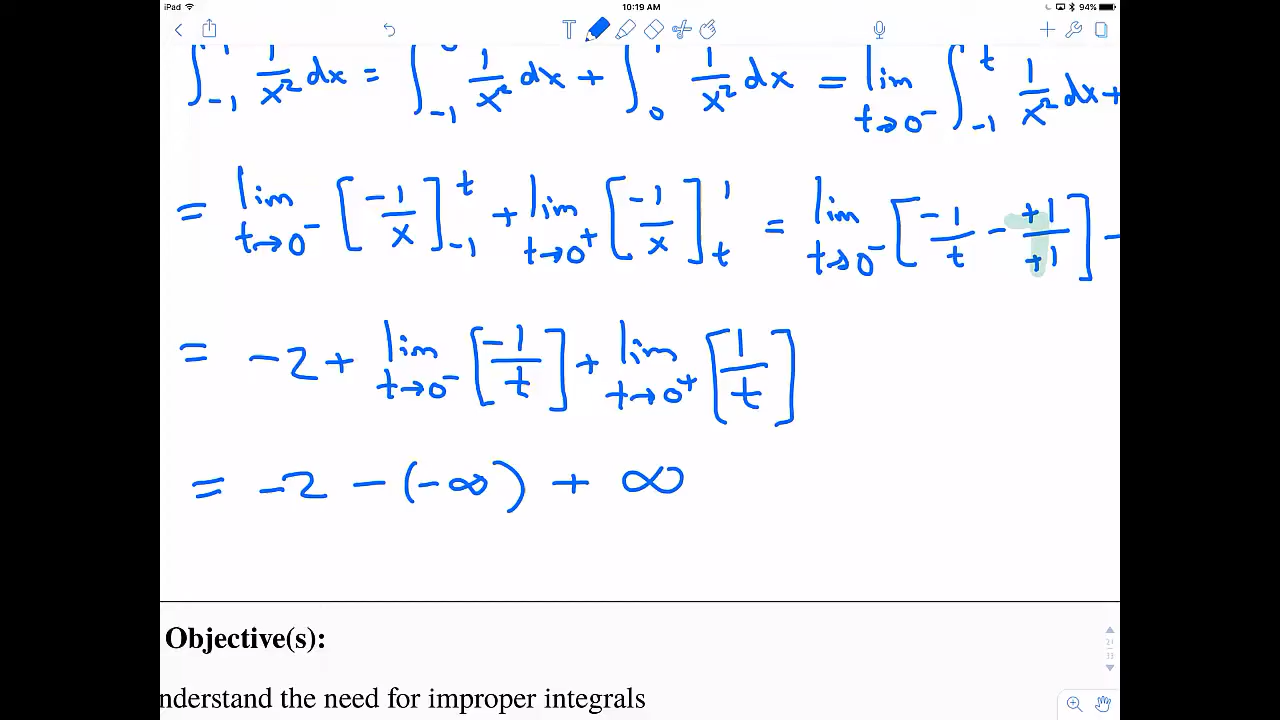 iPad 10:19 AM 94%
T
∫_{-1}^{1} 1/x² dx = ∫_{-1}^{0} 1/x² dx + ∫_{0}^{1} 1/x² dx = lim_{t→0⁻} ∫_{-1}^{t} 1/x² dx +
= lim_{t→0⁻} [-1/x]_{-1}^{t} + lim_{t→0⁺} [-1/x]_{t}^{1} = lim_{t→0⁻} [-1/t - +1/+1] -
= -2 + lim_{t→0⁻} [-1/t] + lim_{t→0⁺} [1/t]
= -2 - (-∞) + ∞
Objective(s):
21
33
nderstand the need for improper integrals